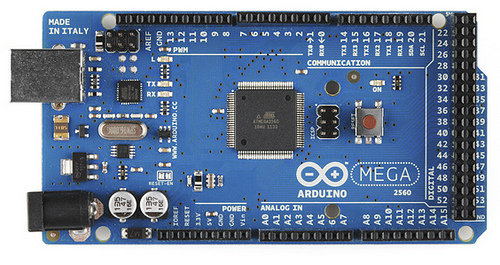 MADE
IN ITALY
AREF
GND
13
12
11
10
9
8
7
6
5
4
3
2
TX0→1
RX0←0
TX3 14
RX3 15
TX2 16
RX2 17
TX1 18
RX1 19
SDA 20
SCL 21
PWM
COMMUNICATION
L
TX
RX
ON
ICSP
WWW.ARDUINO.CC
ATMEL
ATMEGA2560
ARDUINO
MEGA
2560
DIGITAL
22
24
26
28
30
32
34
36
38
40
42
44
46
48
50
52
31
33
35
37
39
41
43
45
47
49
51
53
RESET-EN
POWER
ANALOG IN
IOREF
RESET
3.3V
5V
GND
GND
Vin
A0
A1
A2
A3
A4
A5
A6
A7
A8
A9
A10
A11
A12
A13
A14
A15